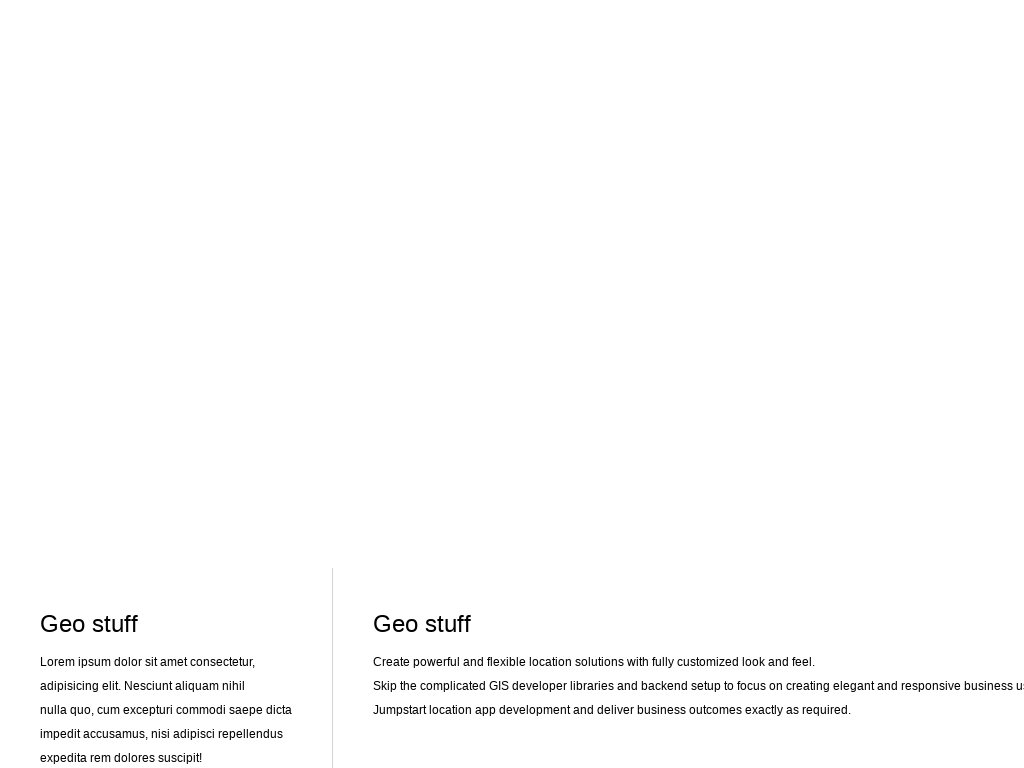 Geo stuff
Lorem ipsum dolor sit amet consectetur,
adipisicing elit. Nesciunt aliquam nihil
nulla quo, cum excepturi commodi saepe dicta
impedit accusamus, nisi adipisci repellendus
expedita rem dolores suscipit!
Geo stuff
Create powerful and flexible location solutions with fully customized look and feel.
Skip the complicated GIS developer libraries and backend setup to focus on creating elegant and responsive business
Jumpstart location app development and deliver business outcomes exactly as required.